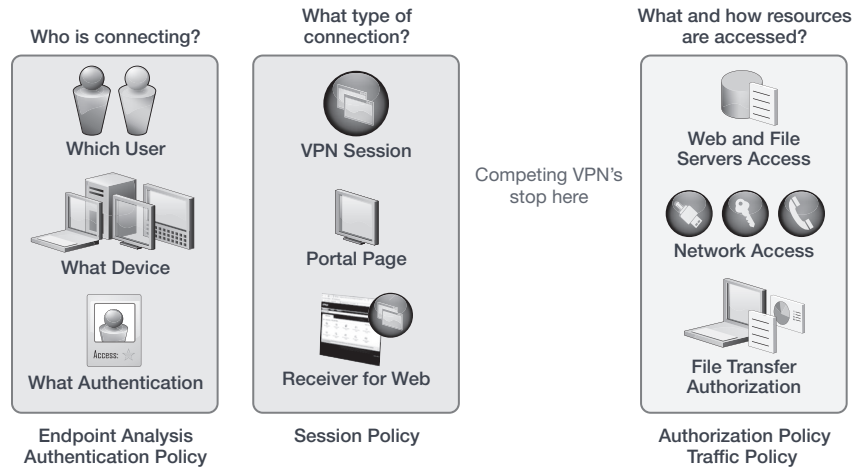 Who is connecting?
Which User
What Device
Access:
What Authentication
Endpoint Analysis
Authentication Policy
What type of
connection?
VPN Session
Portal Page
Receiver for Web
Session Policy
Competing VPN's
stop here
What and how resources
are accessed?
Web and File
Servers Access
Network Access
File Transfer
Authorization
Authorization Policy
Traffic Policy